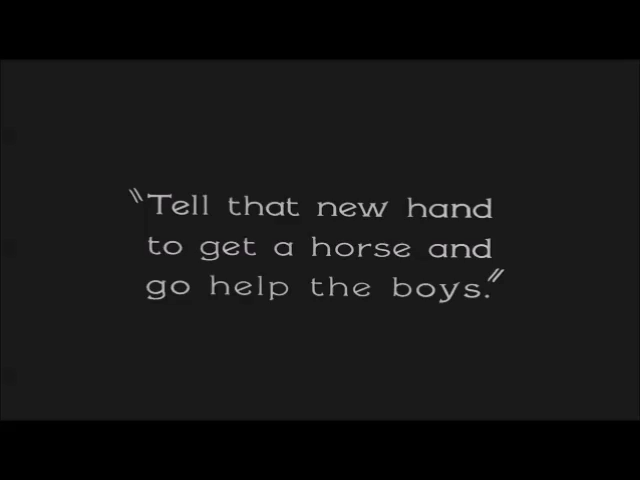 "Tell that new hand
to get a horse and
go help the boys."